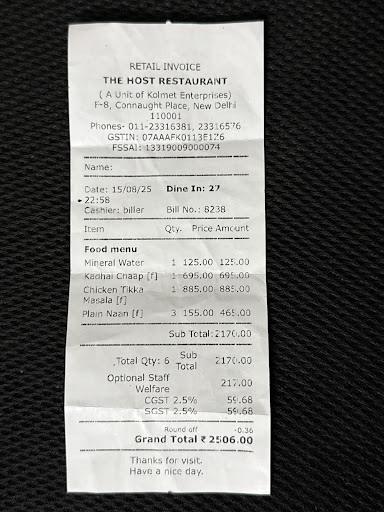 RETAIL INVOICE
THE HOST RESTAURANT
( A Unit of Kolmet Enterprises)
F-8, Connaught Place, New Delhi
110001
Phones- 011-23316381, 23316576
GSTIN: 07AAAFK0113E1Z6
FSSAI: 13319009000074
Name:
Date: 15/08/25 Dine In: 27
22:58
Cashier: biller Bill No.: 8238
Item Qty. Price Amount
Food menu
Mineral Water 1 125.00 125.00
Kadhai Chaap [f] 1 695.00 695.00
Chicken Tikka 1 885.00 885.00
Masala [f]
Plain Naan [f] 3 155.00 465.00
Sub Total: 2170.00
Total Qty: 6 Sub Total 2170.00
Optional Staff Welfare 217.00
CGST 2.5% 59.68
SGST 2.5% 59.68
Round off -0.36
Grand Total ₹ 2506.00
Thanks for visit.
Have a nice day.